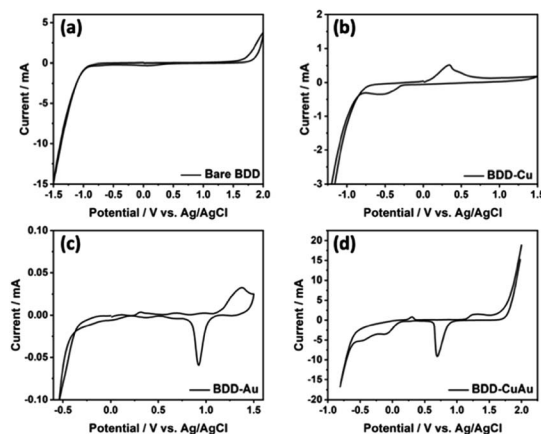 (a)
Current / mA
5
0
-5
-10
-15
-1.5 -1.0 -0.5 0.0 0.5 1.0 1.5 2.0
Bare BDD
Potential / V vs. Ag/AgCl
(b)
Current / mA
2
1
0
-1
-2
-3
-1.0 -0.5 0.0 0.5 1.0 1.5
BDD-Cu
Potential / V vs. Ag/AgCl
(c)
Current / mA
0.10
0.05
0.00
-0.05
-0.10
-0.5 0.0 0.5 1.0 1.5
BDD-Au
Potential / V vs. Ag/AgCl
(d)
Current / mA
20
15
10
5
0
-5
-10
-15
-20
-1.0 -0.5 0.0 0.5 1.0 1.5 2.0
BDD-CuAu
Potential / V vs. Ag/AgCl